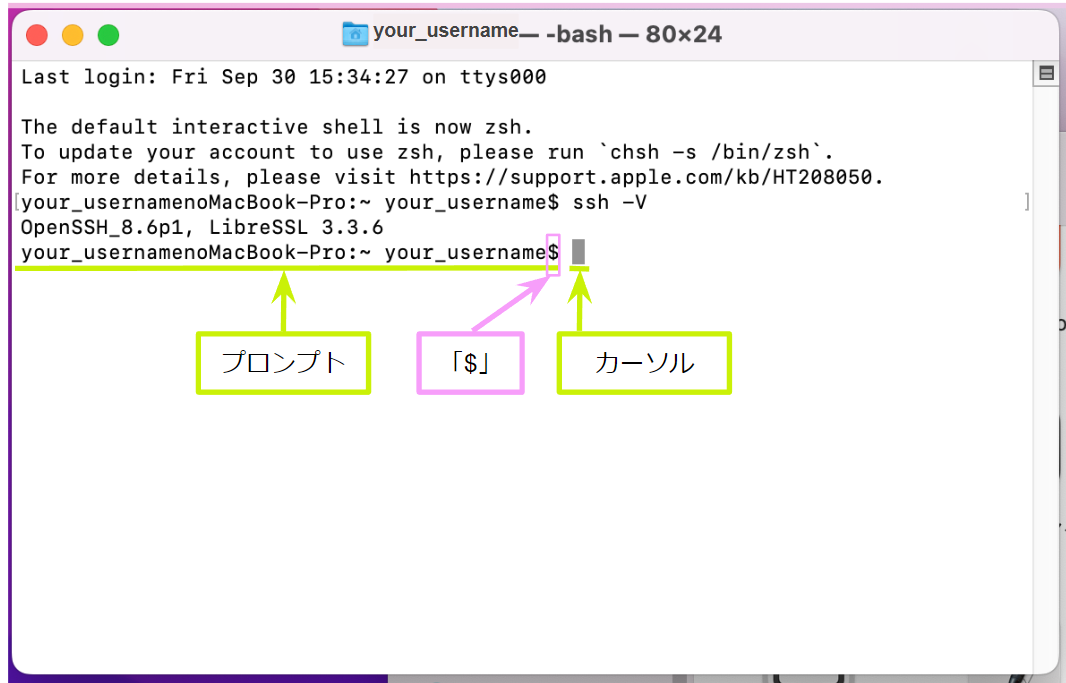 your_username— -bash — 80×24
Last login: Fri Sep 30 15:34:27 on ttys000
The default interactive shell is now zsh.
To update your account to use zsh, please run `chsh -s /bin/zsh`.
For more details, please visit https://support.apple.com/kb/HT208050.
[your_usernamenoMacBook-Pro:~ your_username$ ssh -V ]
OpenSSH_8.6p1, LibreSSL 3.3.6
your_usernamenoMacBook-Pro:~ your_username$
プロンプト 「$」 カーソル